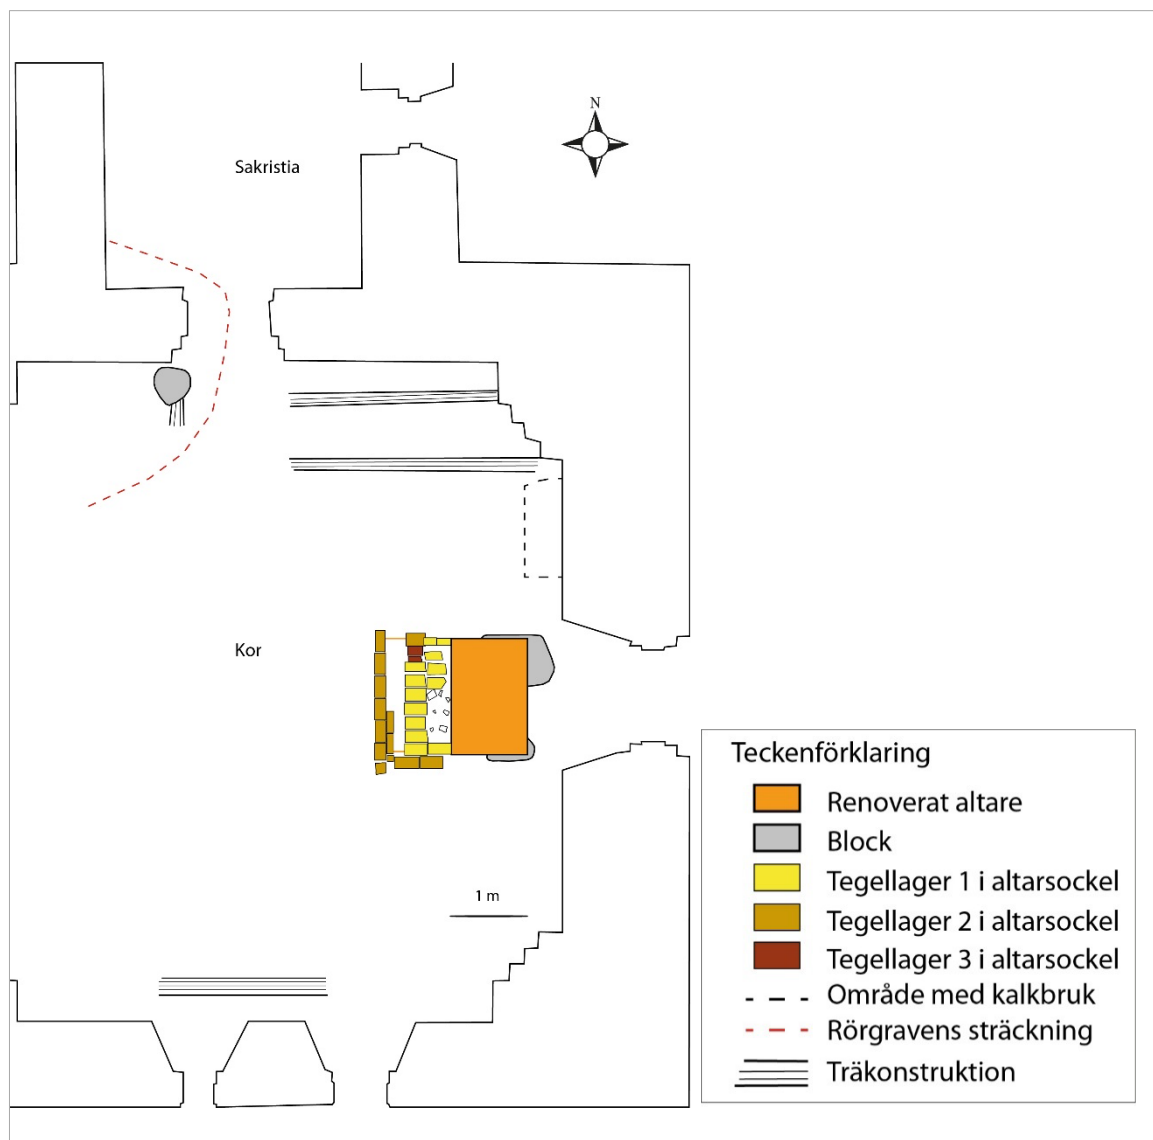 N
Sakristia
Kor
1 m
Teckenförklaring
Renoverat altare
Block
Tegellager 1 i altarsockel
Tegellager 2 i altarsockel
Tegellager 3 i altarsockel
Område med kalkbruk
Rörgravens sträckning
Träkonstruktion